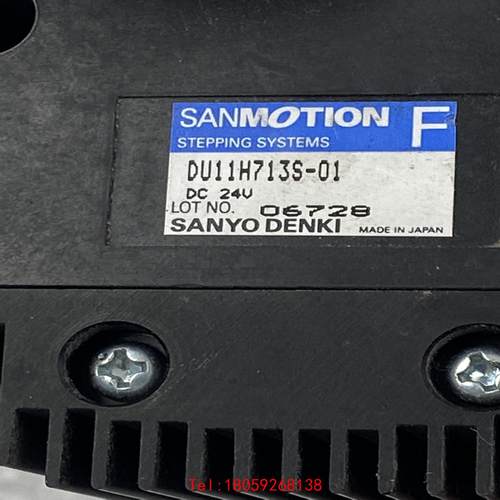 SANMOTION F
STEPPING SYSTEMS
DU11H713S-01
DC 24V
LOT NO. 06728
SANYO DENKI MADE IN JAPAN
Tel:18059268138